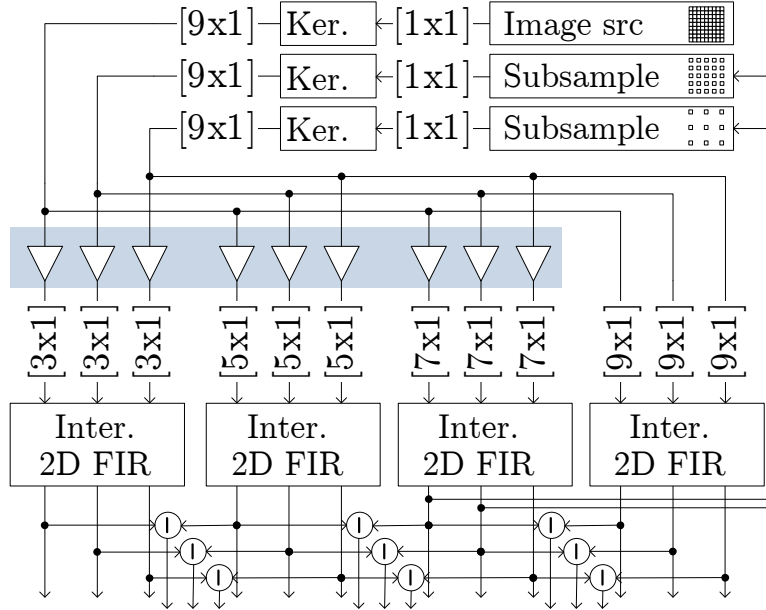 [9x1] Ker. [1x1] Image src
[9x1] Ker. [1x1] Subsample
[9x1] Ker. [1x1] Subsample
[3x1] [3x1] [3x1] [5x1] [5x1] [5x1] [7x1] [7x1] [7x1] [9x1] [9x1] [9x1]
Inter. Inter. Inter. Inter.
2D FIR 2D FIR 2D FIR 2D FIR